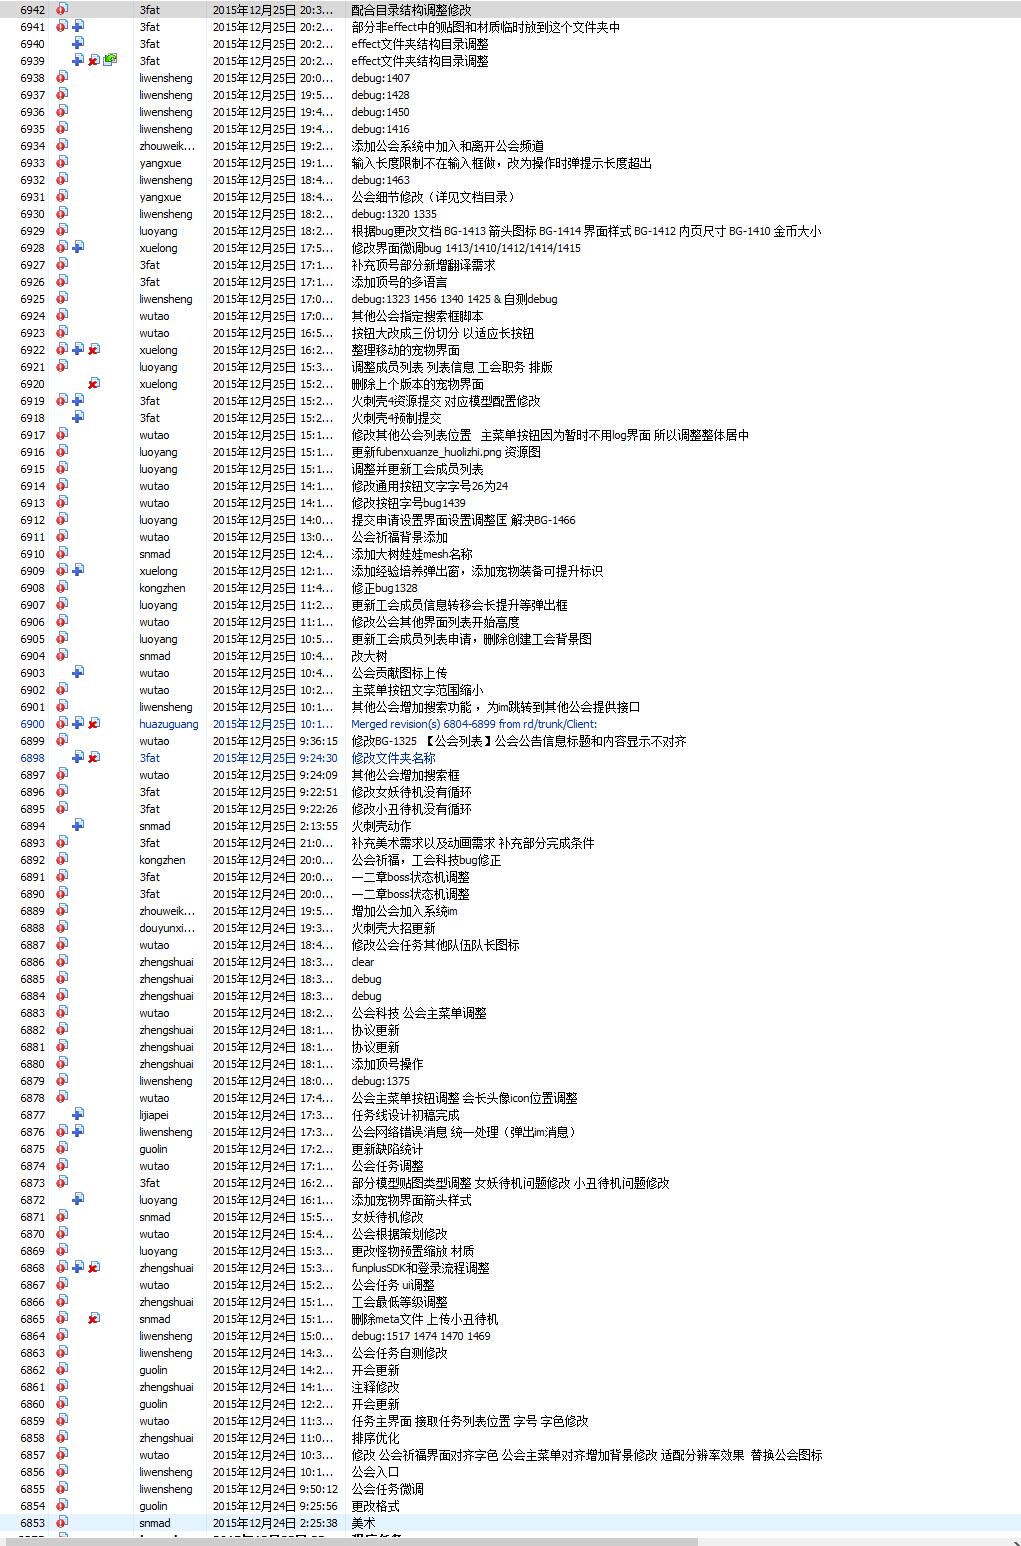 6942 3fat 2015年12月25日 20:3... 配合目录结构调整修改
6941 3fat 2015年12月25日 20:2... 部分非effect中的贴图和材质临时放到这个文件夹中
6940 3fat 2015年12月25日 20:2... effect文件夹结构目录调整
6939 3fat 2015年12月25日 20:2... effect文件夹结构目录调整
6938 liwensheng 2015年12月25日 20:0... debug:1407
6937 liwensheng 2015年12月25日 19:5... debug:1428
6936 liwensheng 2015年12月25日 19:4... debug:1450
6935 liwensheng 2015年12月25日 19:4... debug:1416
6934 zhouweik... 2015年12月25日 19:2... 添加公会系统中加入和离开公会频道
6933 yangxue 2015年12月25日 19:1... 输入长度限制不在输入框做，改为操作时弹提示长度超出
6932 liwensheng 2015年12月25日 18:4... debug:1463
6931 yangxue 2015年12月25日 18:4... 公会细节修改（详见文档目录）
6930 liwensheng 2015年12月25日 18:2... debug:1320 1335
6929 luoyang 2015年12月25日 18:2... 根据bug更改文档 BG-1413 箭头图标 BG-1414 界面样式 BG-1412 内页尺寸 BG-1410 金币大小
6928 xuelong 2015年12月25日 17:5... 修改界面微调bug 1413/1410/1412/1414/1415
6927 3fat 2015年12月25日 17:1... 补充顶号部分新增翻译需求
6926 3fat 2015年12月25日 17:1... 添加顶号的多语言
6925 liwensheng 2015年12月25日 17:0... debug:1323 1456 1340 1425 & 自测debug
6924 wutao 2015年12月25日 17:0... 其他公会指定搜索框脚本
6923 wutao 2015年12月25日 16:5... 按钮大改成三份切分 以适应长按钮
6922 xuelong 2015年12月25日 16:2... 整理移动的宠物界面
6921 luoyang 2015年12月25日 15:3... 调整成员列表 列表信息 工会职务 排版
6920 xuelong 2015年12月25日 15:2... 删除上个版本的宠物界面
6919 3fat 2015年12月25日 15:2... 火刺壳4资源提交 对应模型配置修改
6918 3fat 2015年12月25日 15:2... 火刺壳4预制提交
6917 wutao 2015年12月25日 15:1... 修改其他公会列表位置 主菜单按钮因为暂时不用log界面 所以调整整体居中
6916 luoyang 2015年12月25日 15:1... 更新fubenxuanze_huolizhi.png 资源图
6915 luoyang 2015年12月25日 15:1... 调整并更新工会成员列表
6914 wutao 2015年12月25日 14:1... 修改通用按钮文字字号26为24
6913 wutao 2015年12月25日 14:1... 修改按钮字号bug1439
6912 luoyang 2015年12月25日 14:0... 提交申请设置界面设置调整匡 解决BG-1466
6911 wutao 2015年12月25日 13:0... 公会祈福背景添加
6910 snmad 2015年12月25日 12:4... 添加大树娃娃mesh名称
6909 xuelong 2015年12月25日 12:1... 添加经验培养弹出窗，添加宠物装备可提升标识
6908 kongzhen 2015年12月25日 11:4... 修正bug1328
6907 luoyang 2015年12月25日 11:2... 更新工会成员信息转移会长提升等弹出框
6906 wutao 2015年12月25日 11:1... 修改公会其他界面列表开始高度
6905 luoyang 2015年12月25日 10:5... 更新工会成员列表申请，删除创建工会背景图
6904 snmad 2015年12月25日 10:4... 改大树
6903 wutao 2015年12月25日 10:4... 公会贡献图标上传
6902 wutao 2015年12月25日 10:2... 主菜单按钮文字范围缩小
6901 liwensheng 2015年12月25日 10:1... 其他公会增加搜索功能 ，为im跳转到其他公会提供接口
6900 huazuguang 2015年12月25日 10:1... Merged revision(s) 6804-6899 from rd/trunk/Client:
6899 wutao 2015年12月25日 9:36:15 修改BG-1325 【公会列表】公会公告信息标题和内容显示不对齐
6898 3fat 2015年12月25日 9:24:30 修改文件夹名称
6897 wutao 2015年12月25日 9:24:09 其他公会增加搜索框
6896 3fat 2015年12月25日 9:22:51 修改女妖待机没有循环
6895 3fat 2015年12月25日 9:22:26 修改小丑待机没有循环
6894 snmad 2015年12月25日 2:13:55 火刺壳动作
6893 3fat 2015年12月24日 21:0... 补充美术需求以及动画需求 补充部分完成条件
6892 kongzhen 2015年12月24日 20:0... 公会祈福，工会科技bug修正
6891 3fat 2015年12月24日 20:0... 一二章boss状态机调整
6890 3fat 2015年12月24日 20:0... 一二章boss状态机调整
6889 zhouweik... 2015年12月24日 19:5... 增加公会加入系统im
6888 douyunxi... 2015年12月24日 19:3... 火刺壳大招更新
6887 wutao 2015年12月24日 18:4... 修改公会任务其他队伍队长图标
6886 zhengshuai 2015年12月24日 18:3... clear
6885 zhengshuai 2015年12月24日 18:3... debug
6884 zhengshuai 2015年12月24日 18:3... debug
6883 wutao 2015年12月24日 18:2... 公会科技 公会主菜单调整
6882 zhengshuai 2015年12月24日 18:1... 协议更新
6881 zhengshuai 2015年12月24日 18:1... 协议更新
6880 zhengshuai 2015年12月24日 18:1... 添加顶号操作
6879 liwensheng 2015年12月24日 18:0... debug:1375
6878 wutao 2015年12月24日 17:4... 公会主菜单按钮调整 会长头像icon位置调整
6877 lijiapei 2015年12月24日 17:3... 任务线设计初稿完成
6876 liwensheng 2015年12月24日 17:3... 公会网络错误消息 统一处理（弹出im消息）
6875 guolin 2015年12月24日 17:2... 更新缺陷统计
6874 wutao 2015年12月24日 17:1... 公会任务调整
6873 3fat 2015年12月24日 16:2... 部分模型贴图类型调整 女妖待机问题修改 小丑待机问题修改
6872 luoyang 2015年12月24日 16:1... 添加宠物界面箭头样式
6871 snmad 2015年12月24日 15:5... 女妖待机修改
6870 wutao 2015年12月24日 15:4... 公会根据策划修改
6869 luoyang 2015年12月24日 15:3... 更改怪物预置缩放 材质
6868 zhengshuai 2015年12月24日 15:3... funplusSDK和登录流程调整
6867 wutao 2015年12月24日 15:2... 公会任务 ui调整
6866 zhengshuai 2015年12月24日 15:1... 工会最低等级调整
6865 snmad 2015年12月24日 15:1... 删除meta文件 上传小丑待机
6864 liwensheng 2015年12月24日 15:0... debug:1517 1474 1470 1469
6863 liwensheng 2015年12月24日 14:3... 公会任务自测修改
6862 guolin 2015年12月24日 14:2... 开会更新
6861 zhengshuai 2015年12月24日 14:1... 注释修改
6860 guolin 2015年12月24日 12:2... 开会更新
6859 wutao 2015年12月24日 11:3... 任务主界面 接取任务列表位置 字号 字色修改
6858 zhengshuai 2015年12月24日 11:0... 排序优化
6857 wutao 2015年12月24日 10:3... 修改 公会祈福界面对齐字色 公会主菜单对齐增加背景修改 适配分辨率效果 替换公会图标
6856 liwensheng 2015年12月24日 10:1... 公会入口
6855 liwensheng 2015年12月24日 9:50:12 公会任务微调
6854 guolin 2015年12月24日 9:25:56 更改格式
6853 snmad 2015年12月24日 2:25:38 美术